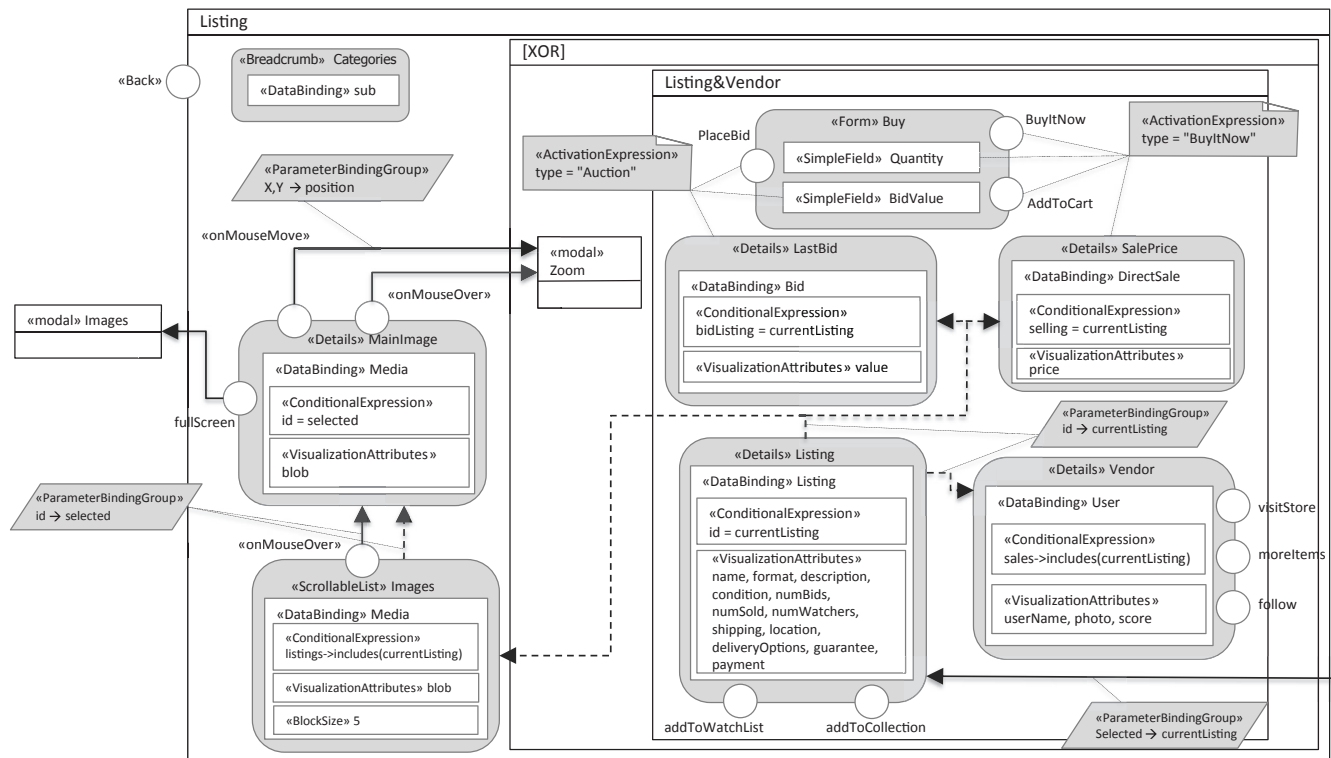 Listing
«Back»
«Breadcrumb» Categories
«DataBinding» sub
[XOR]
Listing&Vendor
«ParameterBindingGroup»
X,Y → position
«ActivationExpression»
type = "Auction"
PlaceBid
«Form» Buy
«SimpleField» Quantity
«SimpleField» BidValue
BuyItNow
AddToCart
«ActivationExpression»
type = "BuyItNow"
«onMouseMove»
«modal»
Zoom
«onMouseOver»
«modal» Images
fullScreen
«Details» MainImage
«DataBinding» Media
«ConditionalExpression»
id = selected
«VisualizationAttributes»
blob
«Details» LastBid
«DataBinding» Bid
«ConditionalExpression»
bidListing = currentListing
«VisualizationAttributes» value
«Details» SalePrice
«DataBinding» DirectSale
«ConditionalExpression»
selling = currentListing
«VisualizationAttributes»
price
«ParameterBindingGroup»
id → currentListing
«ParameterBindingGroup»
id → selected
«onMouseOver»
«ScrollableList» Images
«DataBinding» Media
«ConditionalExpression»
listings->includes(currentListing)
«VisualizationAttributes» blob
«BlockSize» 5
«Details» Listing
«DataBinding» Listing
«ConditionalExpression»
id = currentListing
«VisualizationAttributes»
name, format, description,
condition, numBids,
numSold, numWatchers,
shipping, location,
deliveryOptions, guarantee,
payment
addToWatchList
addToCollection
«Details» Vendor
«DataBinding» User
«ConditionalExpression»
sales->includes(currentListing)
«VisualizationAttributes»
userName, photo, score
visitStore
moreItems
follow
«ParameterBindingGroup»
Selected → currentListing